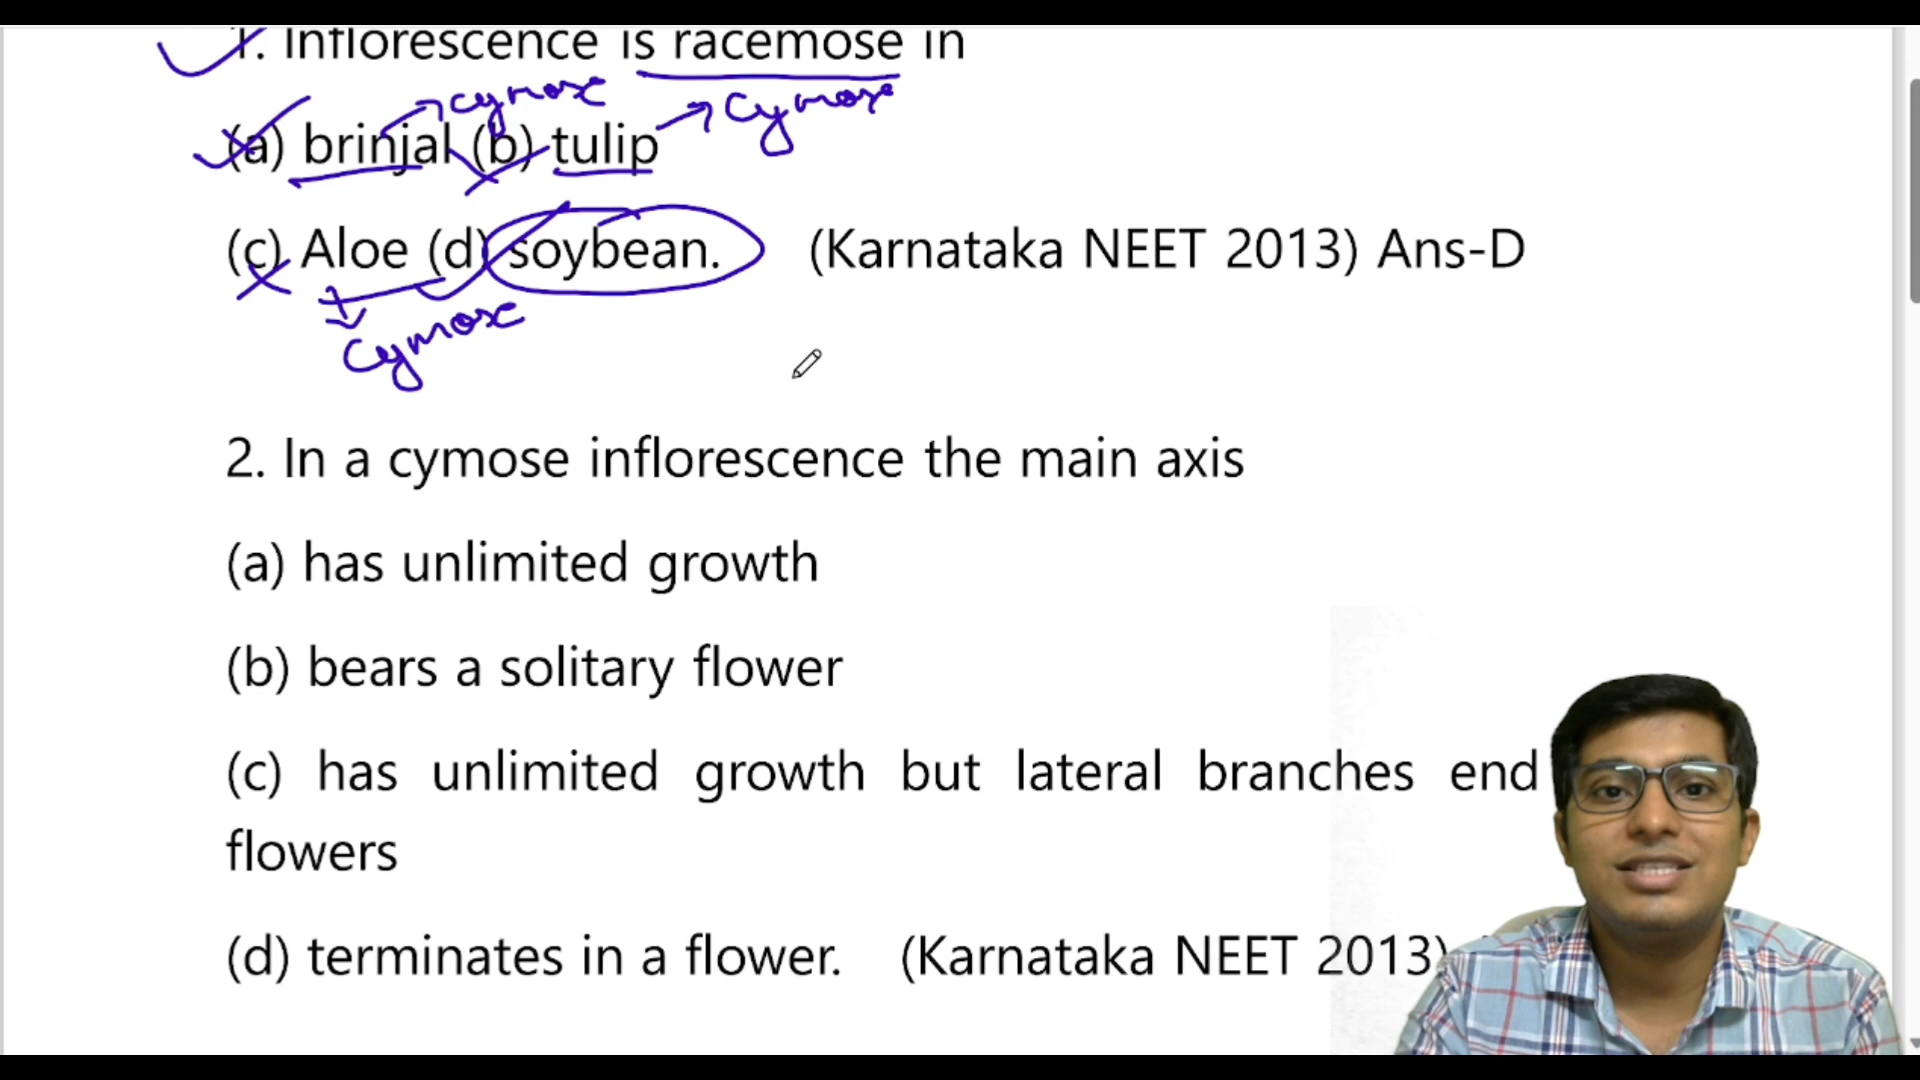 1. Inflorescence is racemose in
cymose
cymose
(a) brinjal (b) tulip
(c) Aloe (d) soybean. (Karnataka NEET 2013) Ans-D
cymose
2. In a cymose inflorescence the main axis
(a) has unlimited growth
(b) bears a solitary flower
(c) has unlimited growth but lateral branches end
flowers
(d) terminates in a flower. (Karnataka NEET 2013)